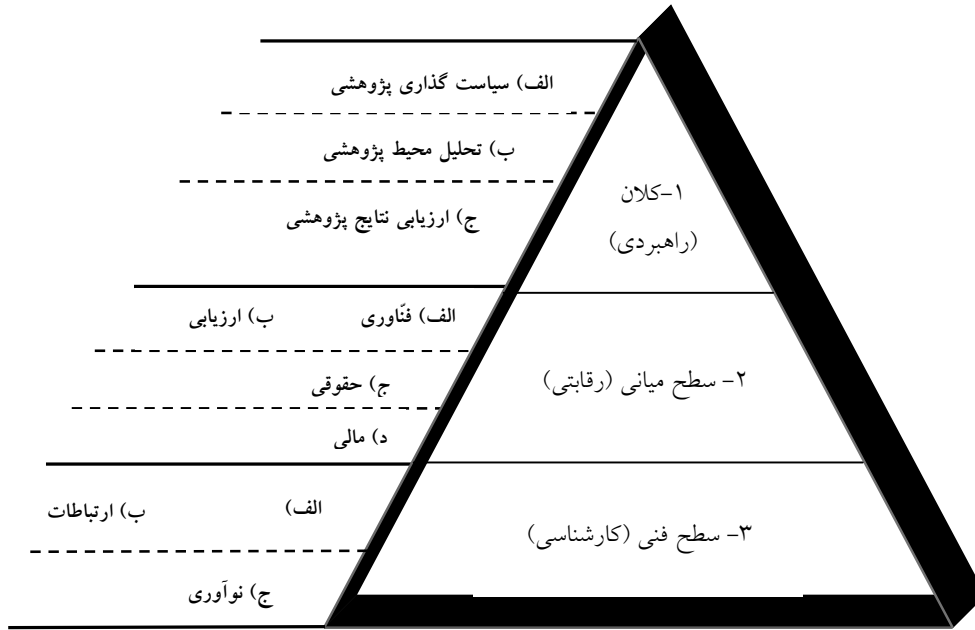 الف) سیاست گذاری پژوهشی
ب) تحلیل محیط پژوهشی
ج) ارزیابی نتایج پژوهشی
۱-کلان
(راهبردی)
الف) فنّاوری ب) ارزیابی
ج) حقوقی
د) مالی
۲- سطح میانی (رقابتی)
الف) ب) ارتباطات
ج) نوآوری
۳- سطح فنی (کارشناسی)